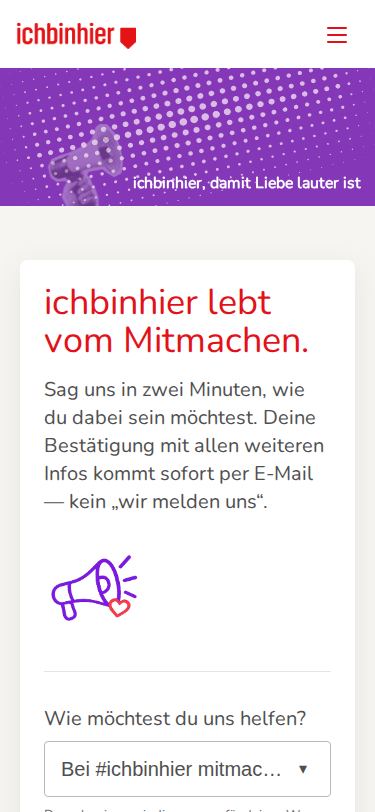 ichbinhier
ichbinhier, damit Liebe lauter ist
ichbinhier lebt
vom Mitmachen.
Sag uns in zwei Minuten, wie
du dabei sein möchtest. Deine
Bestätigung mit allen weiteren
Infos kommt sofort per E-Mail
— kein „wir melden uns“.
Wie möchtest du uns helfen?
Bei #ichbinhier mitmac...